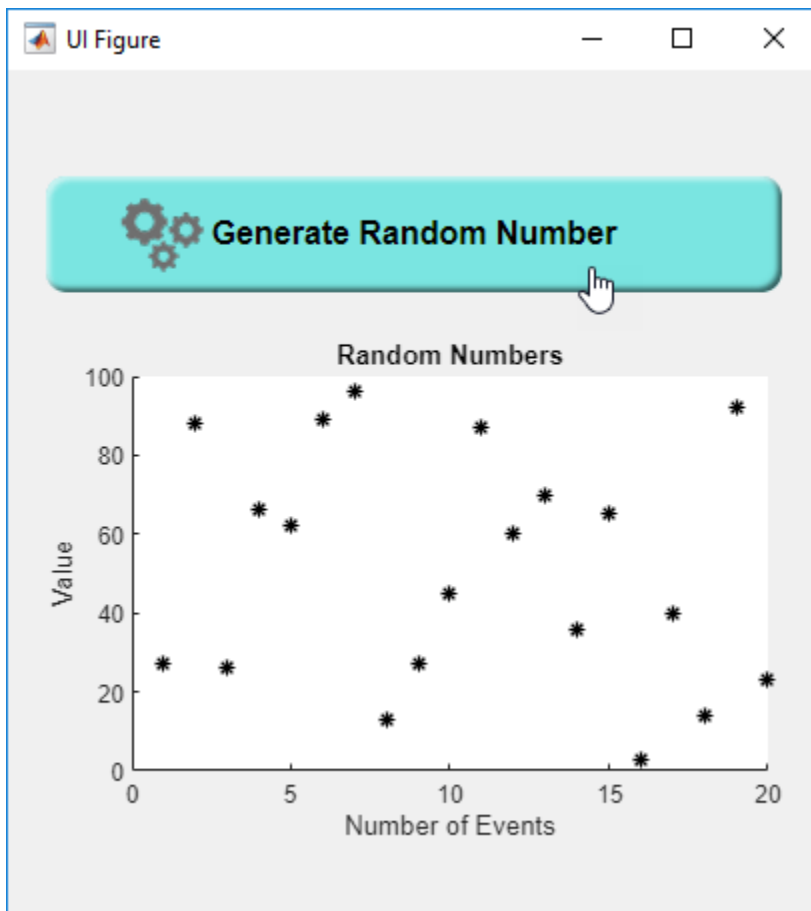 UI Figure
Generate Random Number
Random Numbers
100
80
60
40
20
0
Value
0 5 10 15 20
Number of Events